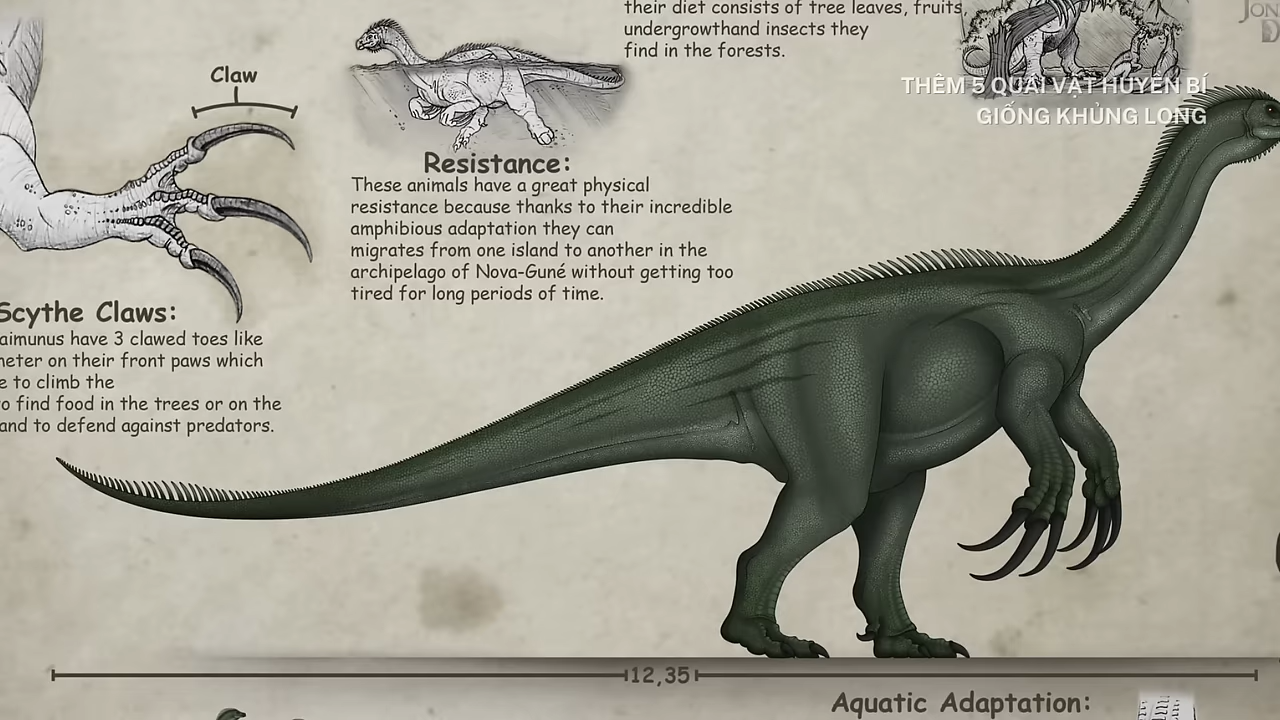 their diet consists of tree leaves, fruits,
undergrowthand insects they
find in the forests.
THÊM 5 QUÁI VẬT HUYỀN BÍ
GIỐNG KHỦNG LONG
Claw
Resistance:
These animals have a great physical
resistance because thanks to their incredible
amphibious adaptation they can
migrates from one island to another in the
archipelago of Nova-Guné without getting too
tired for long periods of time.
Scythe Claws:
aimunus have 3 clawed toes like
neter on their front paws which
e to climb the
o find food in the trees or on the
and to defend against predators.
12,35
Aquatic Adaptation: